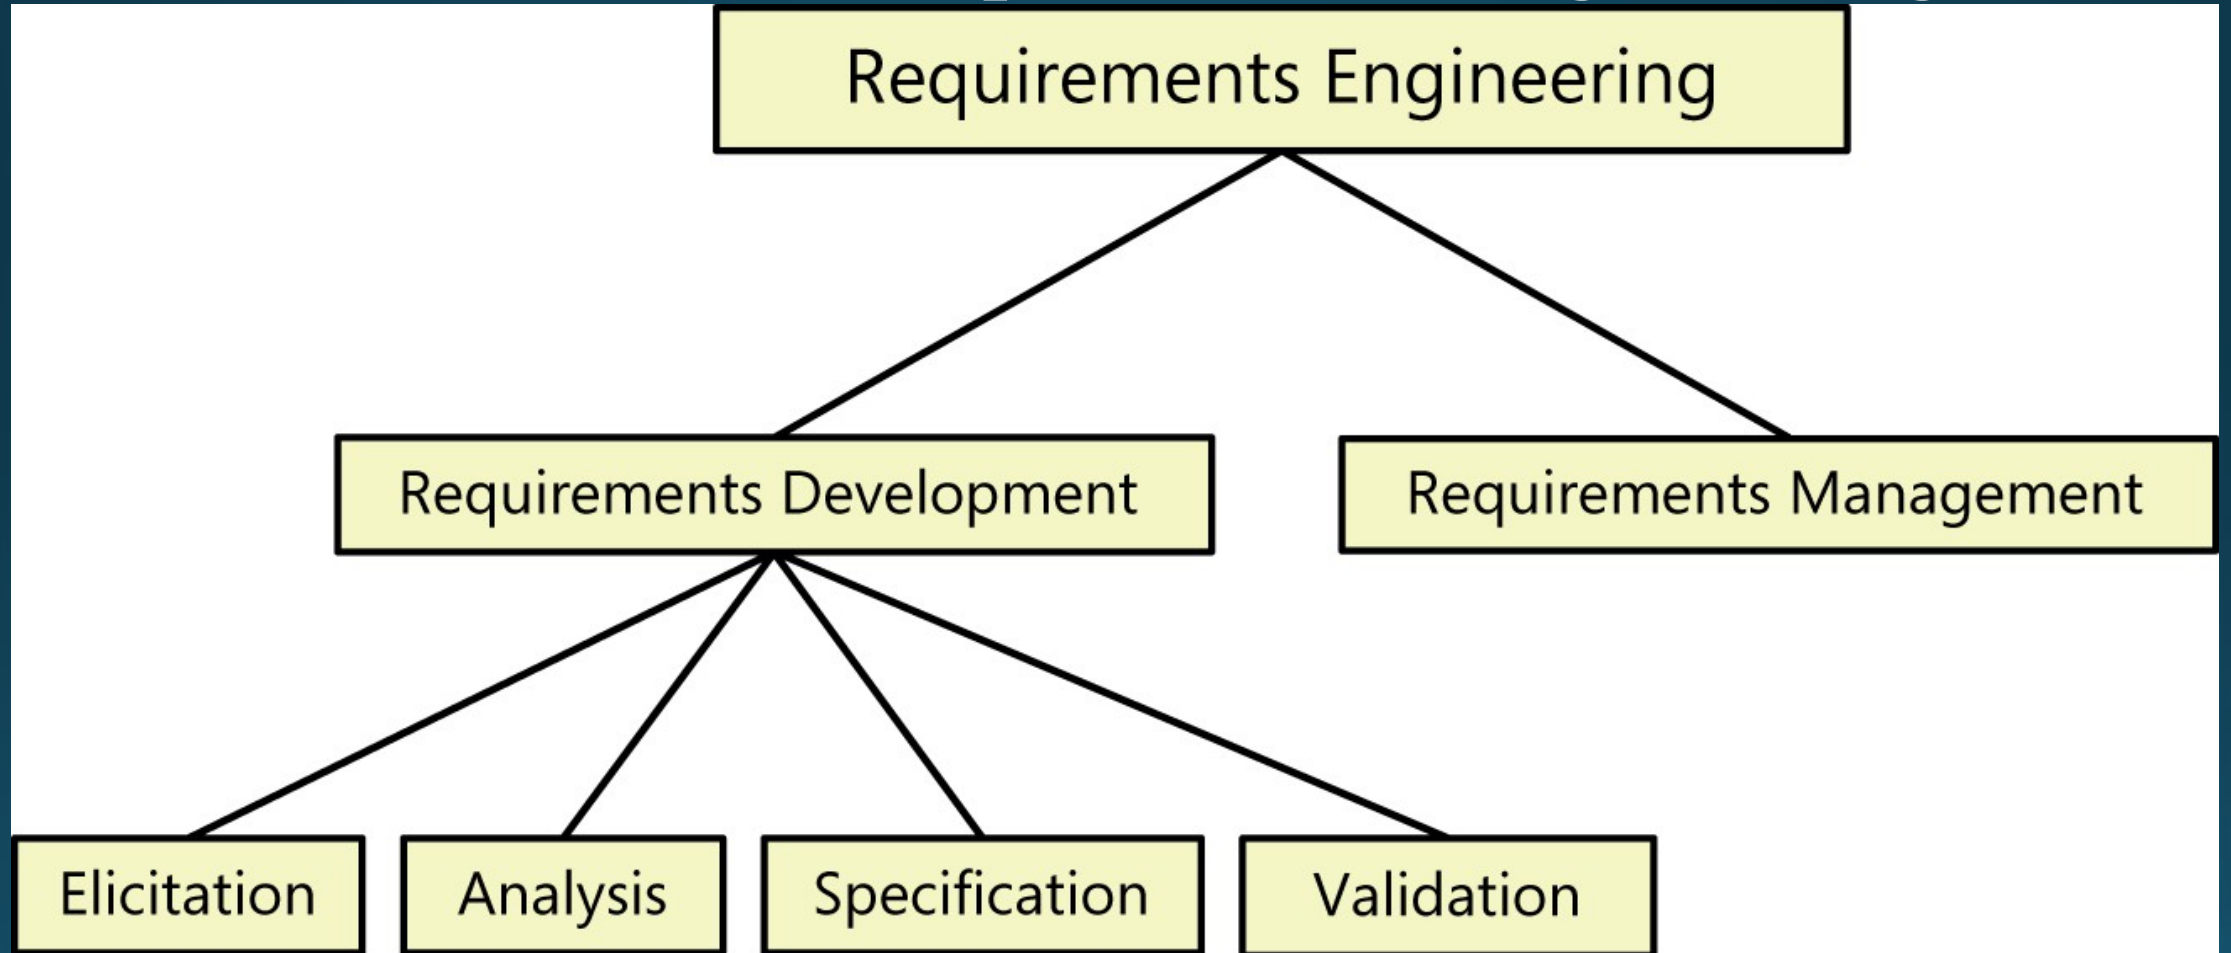 Requirements Engineering
Requirements Development
Requirements Management
Elicitation
Analysis
Specification
Validation